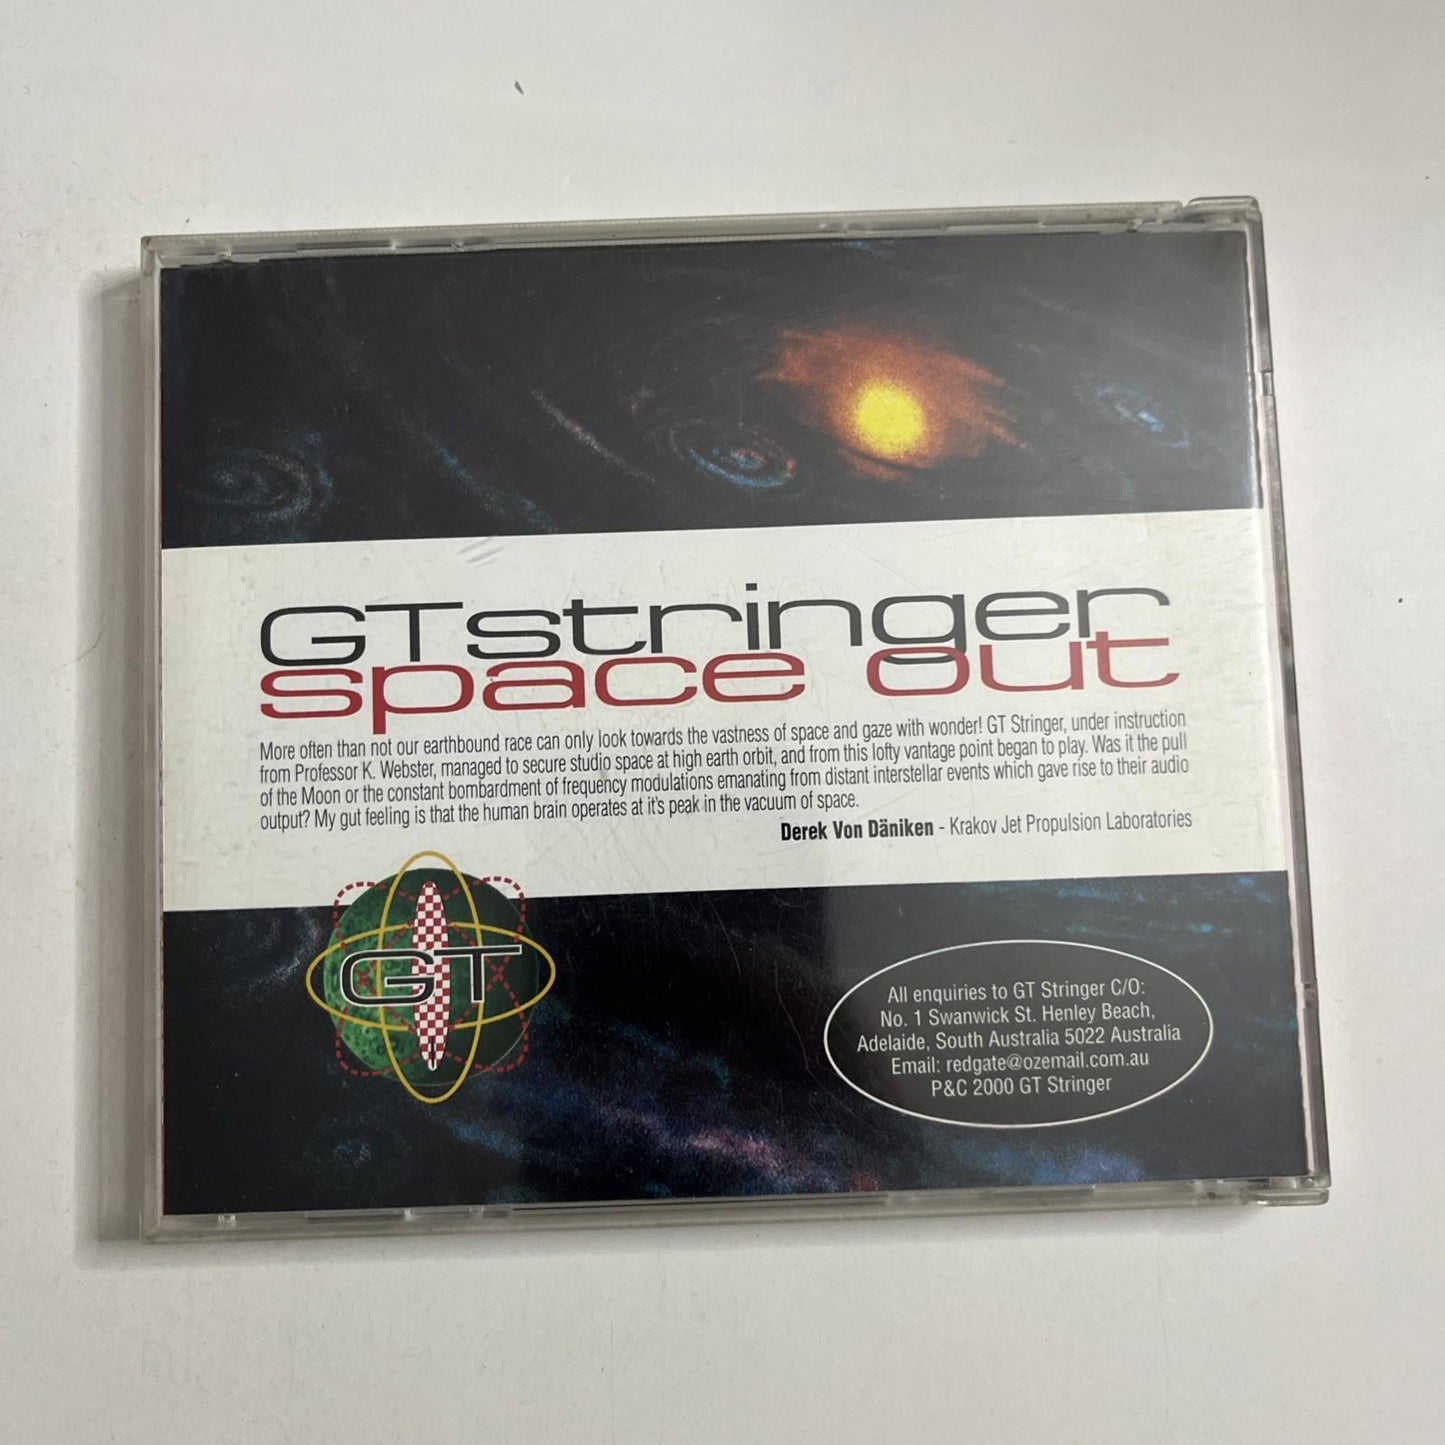 GT stringer
space out
More often than not our earthbound race can only look towards the vastness of space and gaze with wonder! GT Stringer, under instruction
from Professor K. Webster, managed to secure studio space at high earth orbit, and from this lofty vantage point began to play. Was it the pull
of the Moon or the constant bombardment of frequency modulations emanating from distant interstellar events which gave rise to their audio
output? My gut feeling is that the human brain operates at it's peak in the vacuum of space.
Derek Von Däniken - Krakov Jet Propulsion Laboratories
GT
All enquiries to GT Stringer C/O:
No. 1 Swanwick St. Henley Beach,
Adelaide, South Australia 5022 Australia
Email: redgate@ozemail.com.au
P&C 2000 GT Stringer